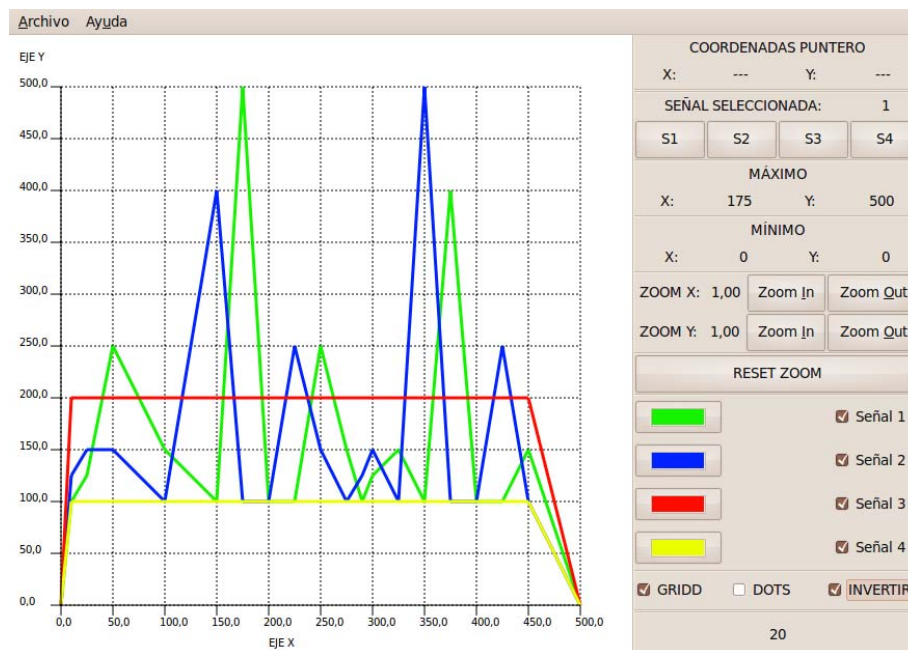 Archivo Ayuda
EJE Y
500,0
450,0
400,0
350,0
300,0
250,0
200,0
150,0
100,0
50,0
0,0
0,0 50,0 100,0 150,0 200,0 250,0 300,0 350,0 400,0 450,0 500,0
EJE X
COORDENADAS PUNTERO
X: --- Y: ---
SEÑAL SELECCIONADA: 1
S1 S2 S3 S4
MÁXIMO
X: 175 Y: 500
MÍNIMO
X: 0 Y: 0
ZOOM X: 1,00 Zoom In Zoom Out
ZOOM Y: 1,00 Zoom In Zoom Out
RESET ZOOM
Señal 1
Señal 2
Señal 3
Señal 4
GRIDD DOTS INVERTIR
20